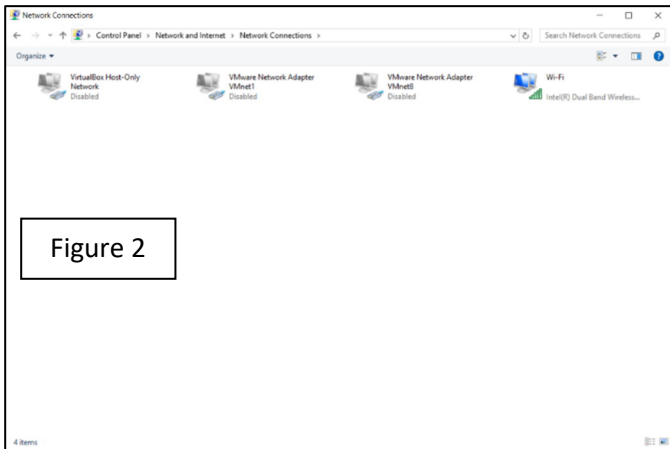 Network Connections
Control Panel › Network and Internet › Network Connections ›
Search Network Connections
Organize
VirtualBox Host-Only
Network
Disabled
VMware Network Adapter
VMnet1
Disabled
VMware Network Adapter
VMnet8
Disabled
Wi-Fi
Intel(R) Dual Band Wireless...
Figure 2
4 items